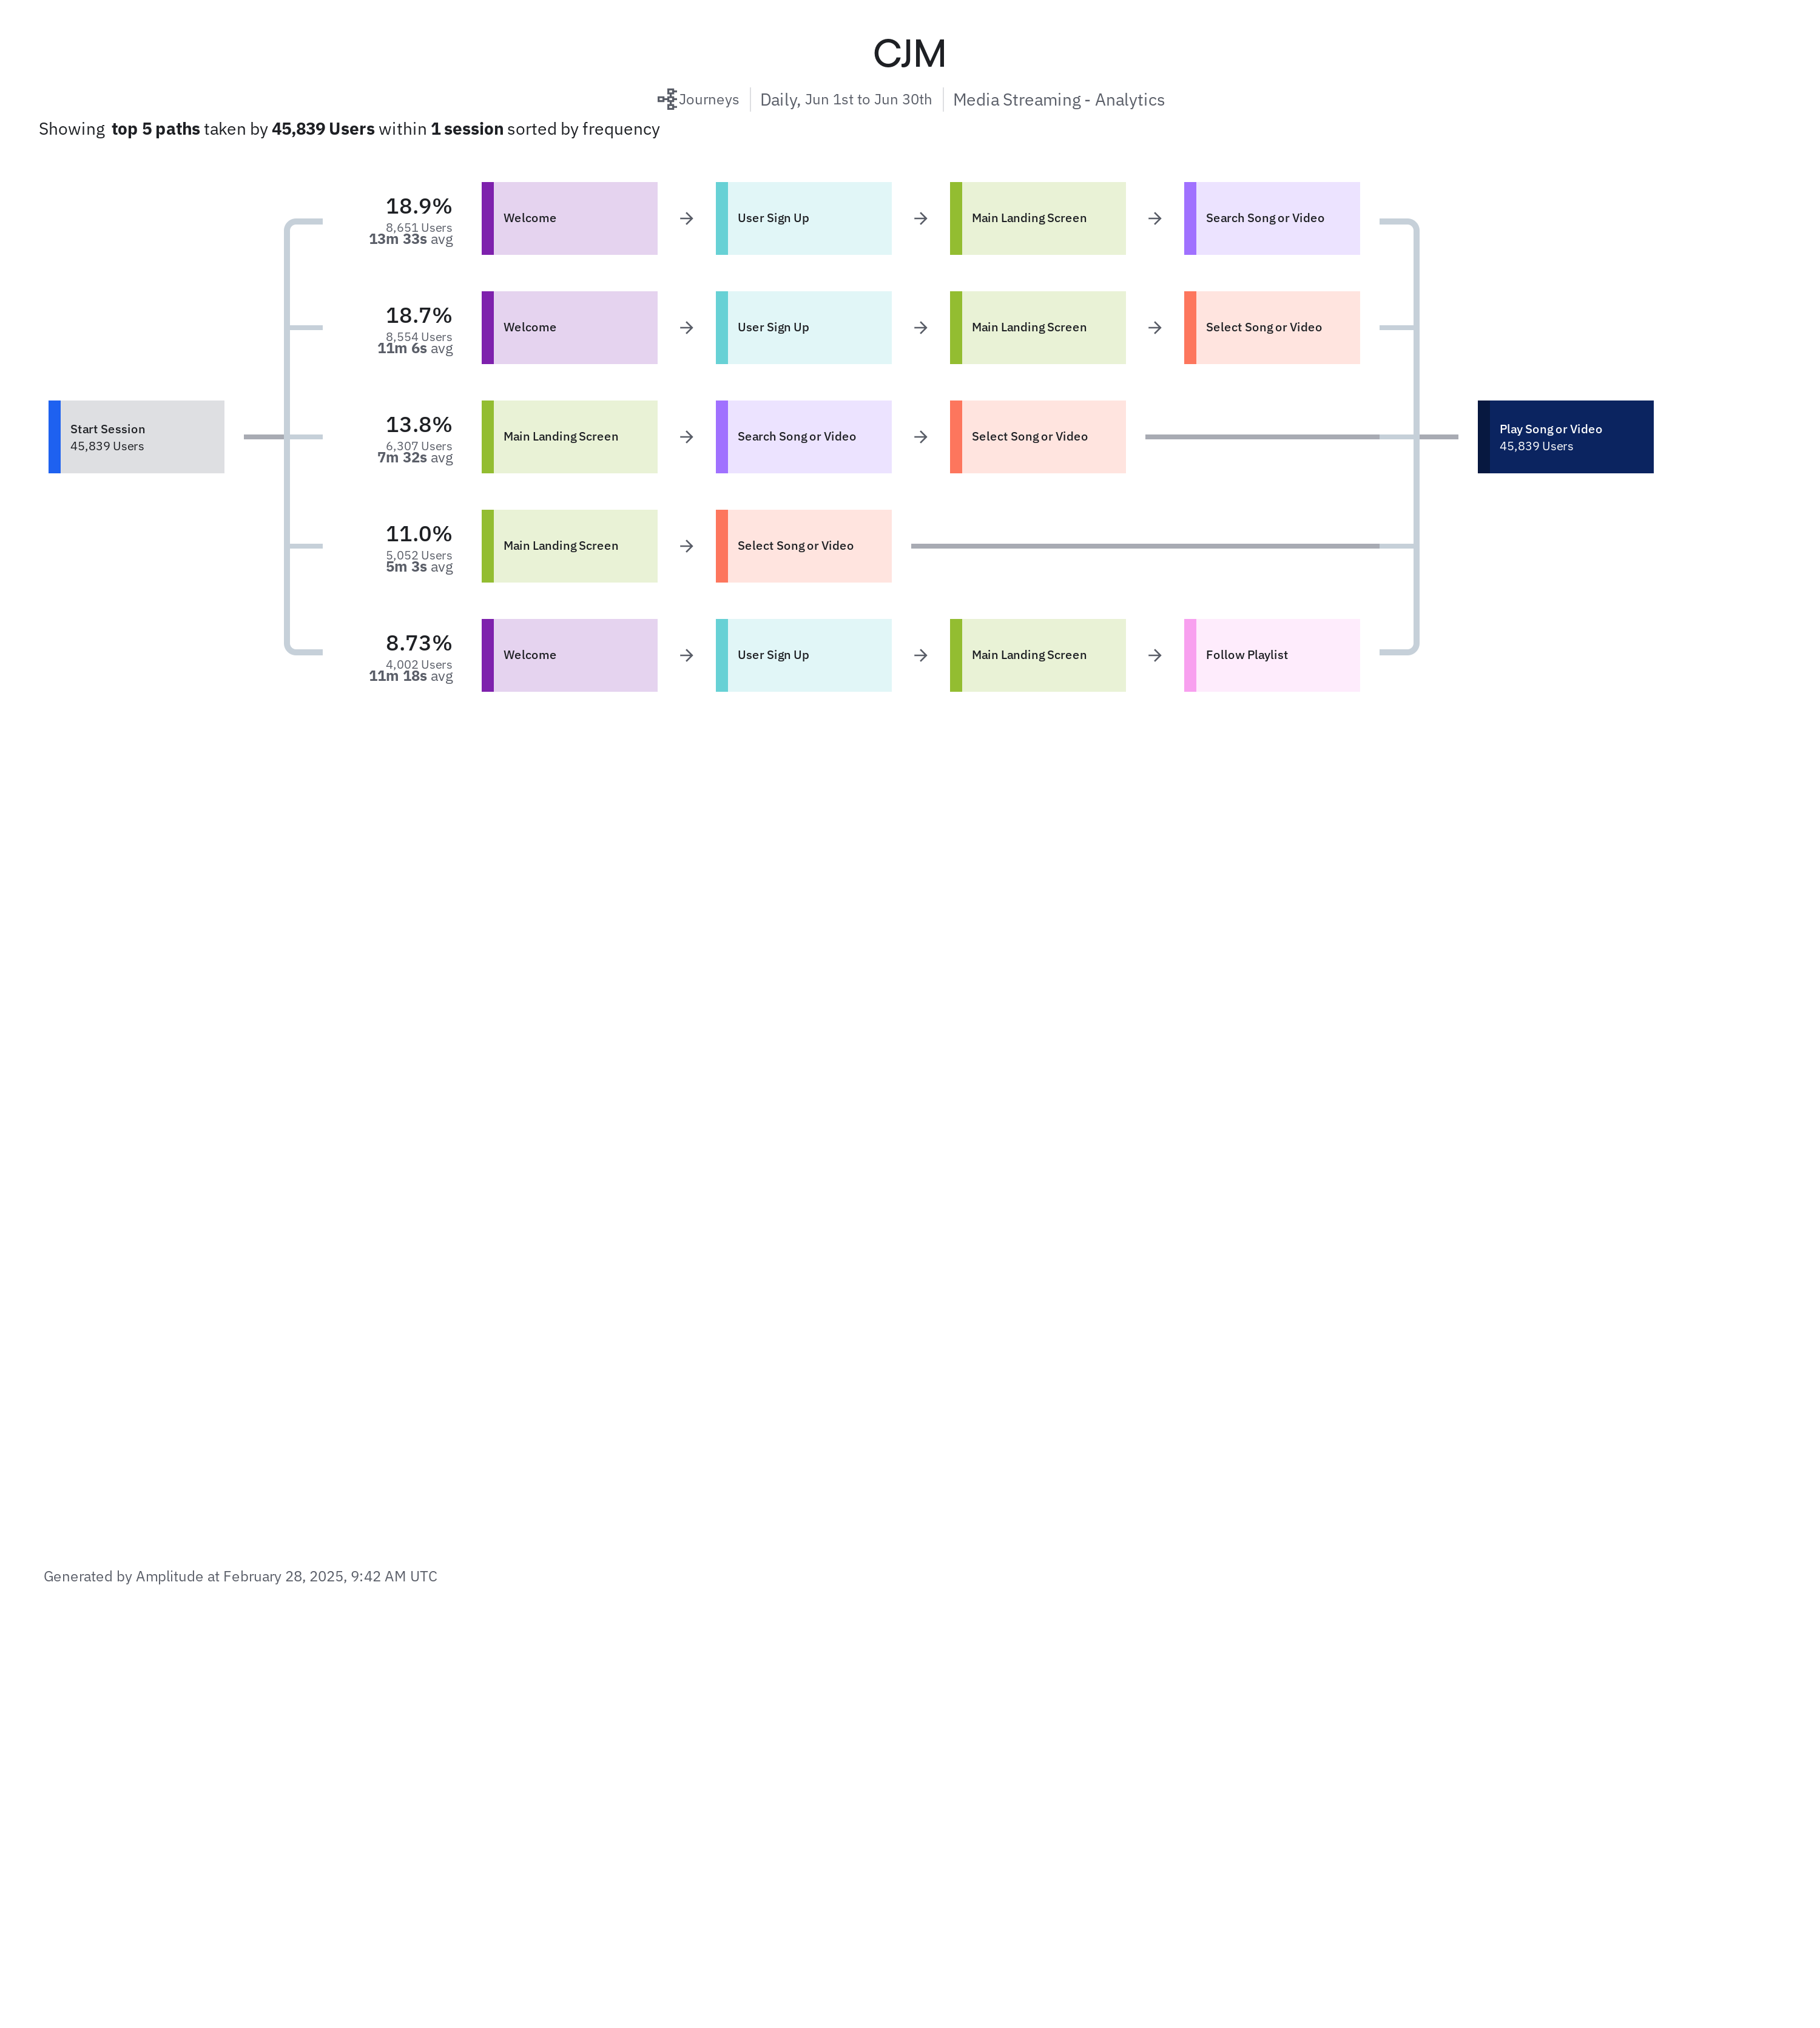 CJM
Journeys Daily, Jun 1st to Jun 30th Media Streaming - Analytics
Showing top 5 paths taken by 45,839 Users within 1 session sorted by frequency
18.9%
8,651 Users
13m 33s avg
Welcome
User Sign Up
Main Landing Screen
Search Song or Video
18.7%
8,554 Users
11m 6s avg
Welcome
User Sign Up
Main Landing Screen
Select Song or Video
Start Session
45,839 Users
13.8%
6,307 Users
7m 32s avg
Main Landing Screen
Search Song or Video
Select Song or Video
Play Song or Video
45,839 Users
11.0%
5,052 Users
5m 3s avg
Main Landing Screen
Select Song or Video
8.73%
4,002 Users
11m 18s avg
Welcome
User Sign Up
Main Landing Screen
Follow Playlist
Generated by Amplitude at February 28, 2025, 9:42 AM UTC